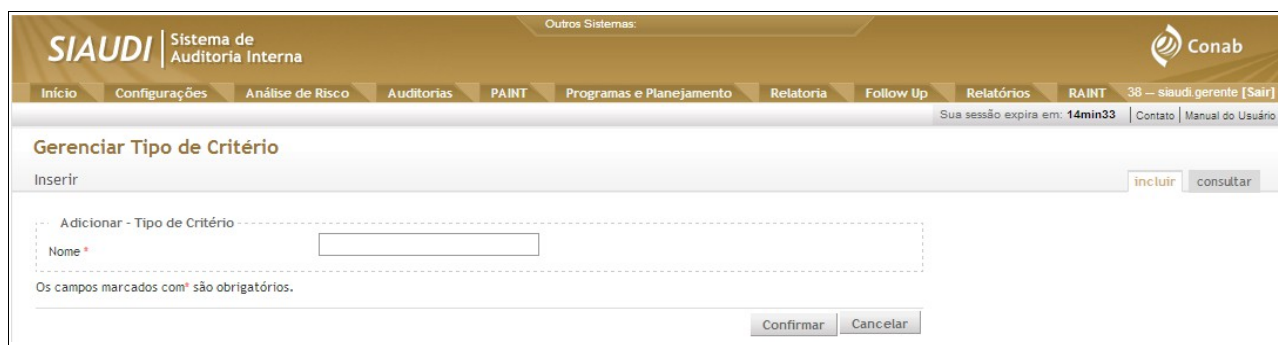 Outros Sistemas:
SIAUDI Sistema de
Auditoria Interna
Conab
Início Configurações Análise de Risco Auditorias PAINT Programas e Planejamento Relatoria Follow Up Relatórios RAINT 38 — siaudi.gerente [Sair]
Sua sessão expira em: 14min33 | Contato | Manual do Usuário
Gerenciar Tipo de Critério
Inserir
incluir consultar
Adicionar - Tipo de Critério
Nome *
Os campos marcados com* são obrigatórios.
Confirmar Cancelar